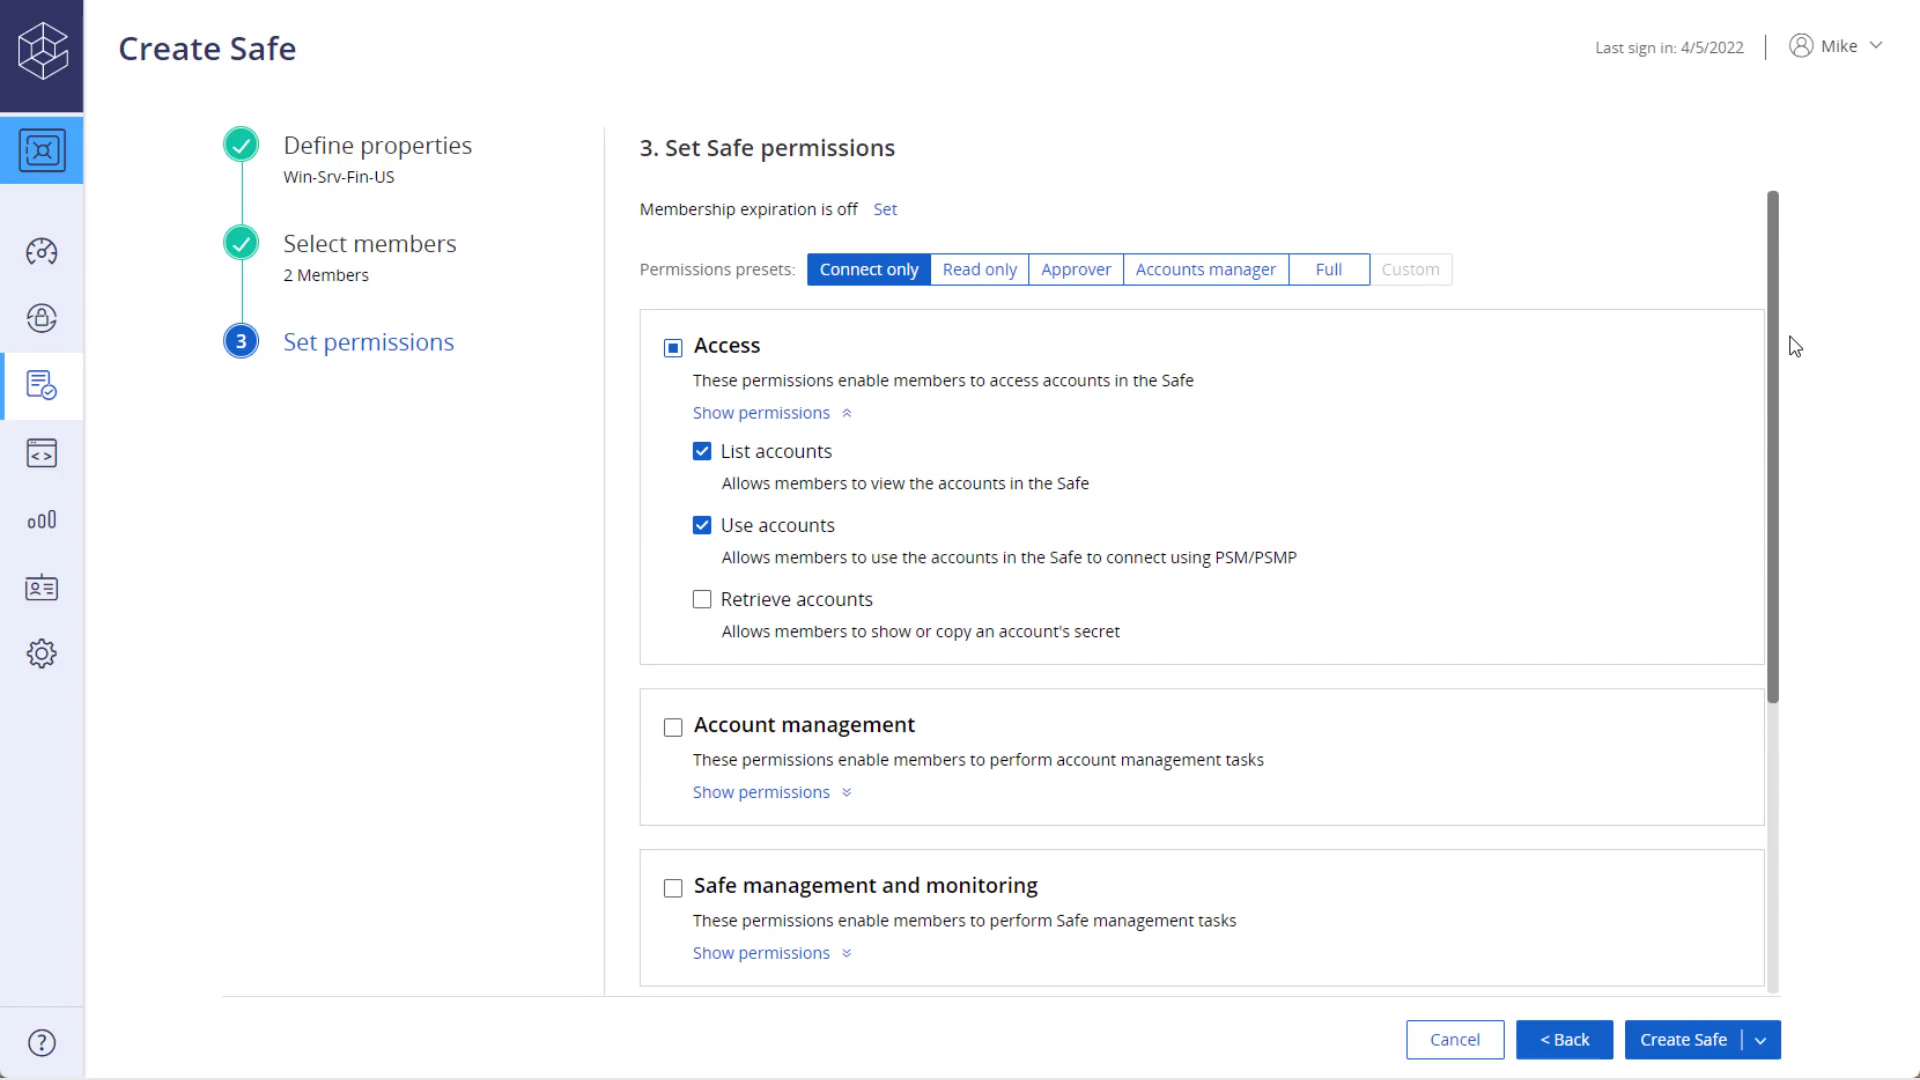 Create Safe
Last sign in: 4/5/2022
Mike
Define properties
Win-Srv-Fin-US
Select members
2 Members
3
Set permissions
3. Set Safe permissions
Membership expiration is off Set
Permissions presets: Connect only Read only Approver Accounts manager Full Custom
Access
These permissions enable members to access accounts in the Safe
Show permissions
List accounts
Allows members to view the accounts in the Safe
Use accounts
Allows members to use the accounts in the Safe to connect using PSM/PSMP
Retrieve accounts
Allows members to show or copy an account's secret
Account management
These permissions enable members to perform account management tasks
Show permissions
Safe management and monitoring
These permissions enable members to perform Safe management tasks
Show permissions
?
Cancel
< Back
Create Safe